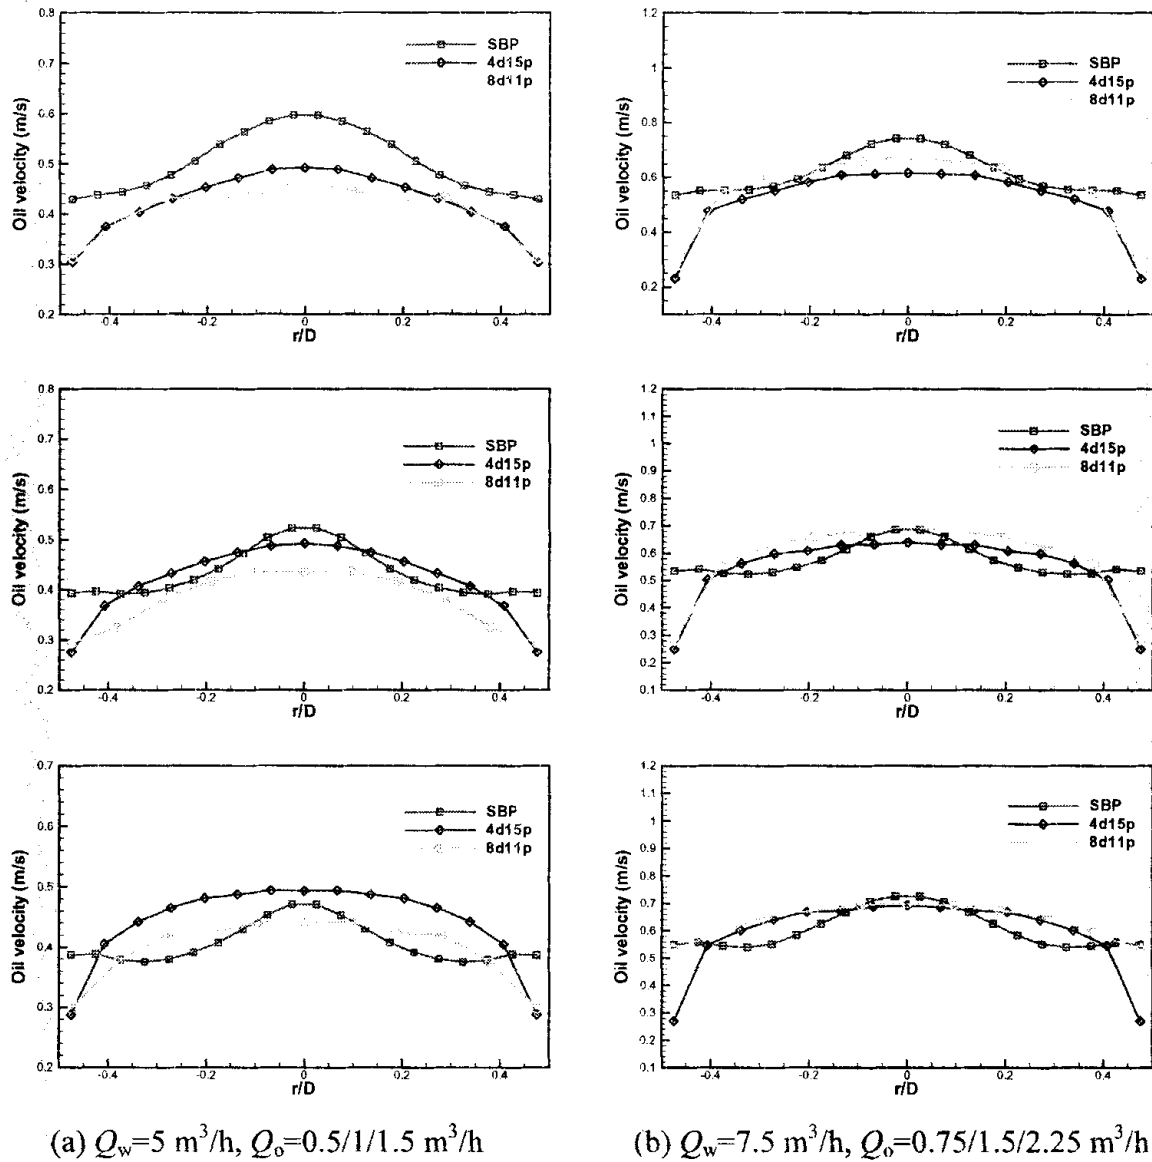 0.8
0.7
0.6
0.5
0.4
0.3
0.2
Oil velocity (m/s)
SBP
4d15p
8d11p
-0.4 -0.2 0 0.2 0.4
r/D
1.2
1
0.8
0.6
0.4
0.2
Oil velocity (m/s)
SBP
4d15p
8d11p
-0.4 -0.2 0 0.2 0.4
r/D
0.8
0.7
0.6
0.5
0.4
0.3
0.2
Oil velocity (m/s)
SBP
4d15p
8d11p
-0.4 -0.2 0 0.2 0.4
r/D
1.2
1.1
1
0.9
0.8
0.7
0.6
0.5
0.4
0.3
0.2
0.1
Oil velocity (m/s)
SBP
4d15p
8d11p
-0.4 -0.2 0 0.2 0.4
r/D
0.7
0.6
0.5
0.4
0.3
0.2
Oil velocity (m/s)
SBP
4d15p
8d11p
-0.4 -0.2 0 0.2 0.4
r/D
1.2
1.1
1
0.9
0.8
0.7
0.6
0.5
0.4
0.3
0.2
0.1
Oil velocity (m/s)
SBP
4d15p
8d11p
-0.4 -0.2 0 0.2 0.4
r/D
(a) Qw=5 m³/h, Qo=0.5/1/1.5 m³/h
(b) Qw=7.5 m³/h, Qo=0.75/1.5/2.25 m³/h